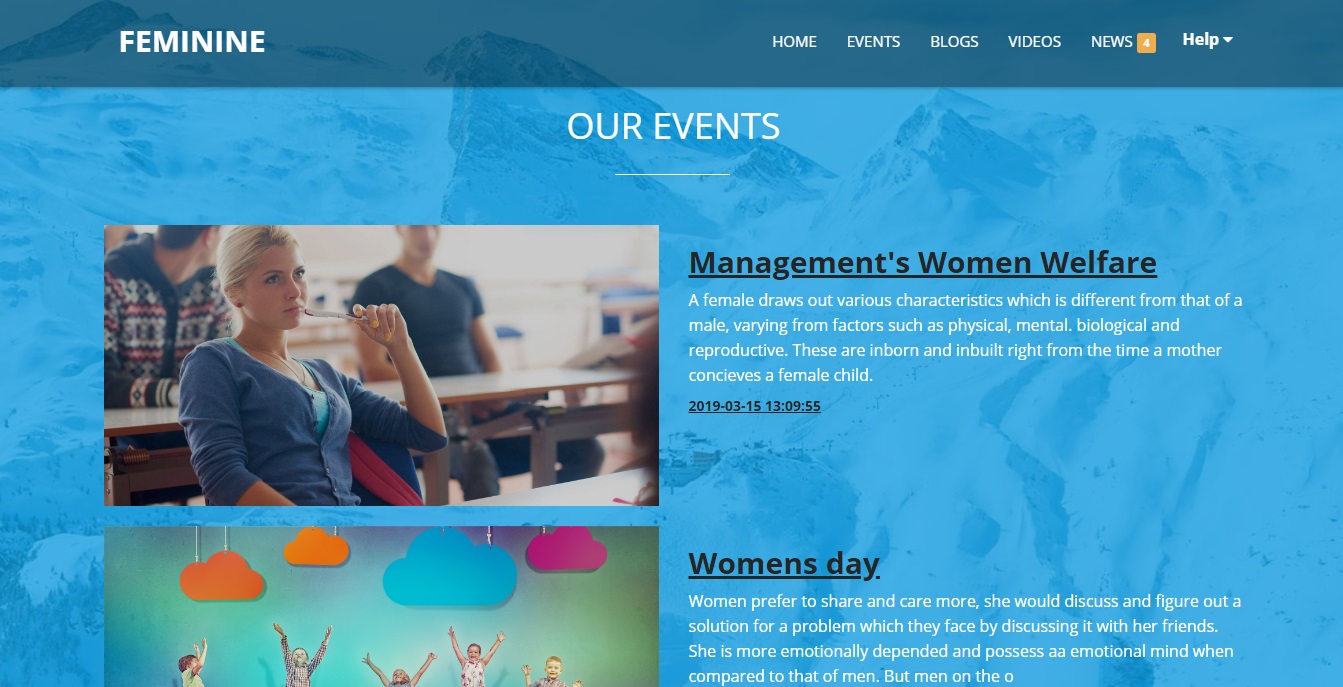 FEMININE
HOME EVENTS BLOGS VIDEOS NEWS 4 Help
OUR EVENTS
Management's Women Welfare
A female draws out various characteristics which is different from that of a
male, varying from factors such as physical, mental. biological and
reproductive. These are inborn and inbuilt right from the time a mother
concieves a female child.
2019-03-15 13:09:55
Womens day
Women prefer to share and care more, she would discuss and figure out a
solution for a problem which they face by discussing it with her friends.
She is more emotionally depended and possess aa emotional mind when
compared to that of men. But men on the o